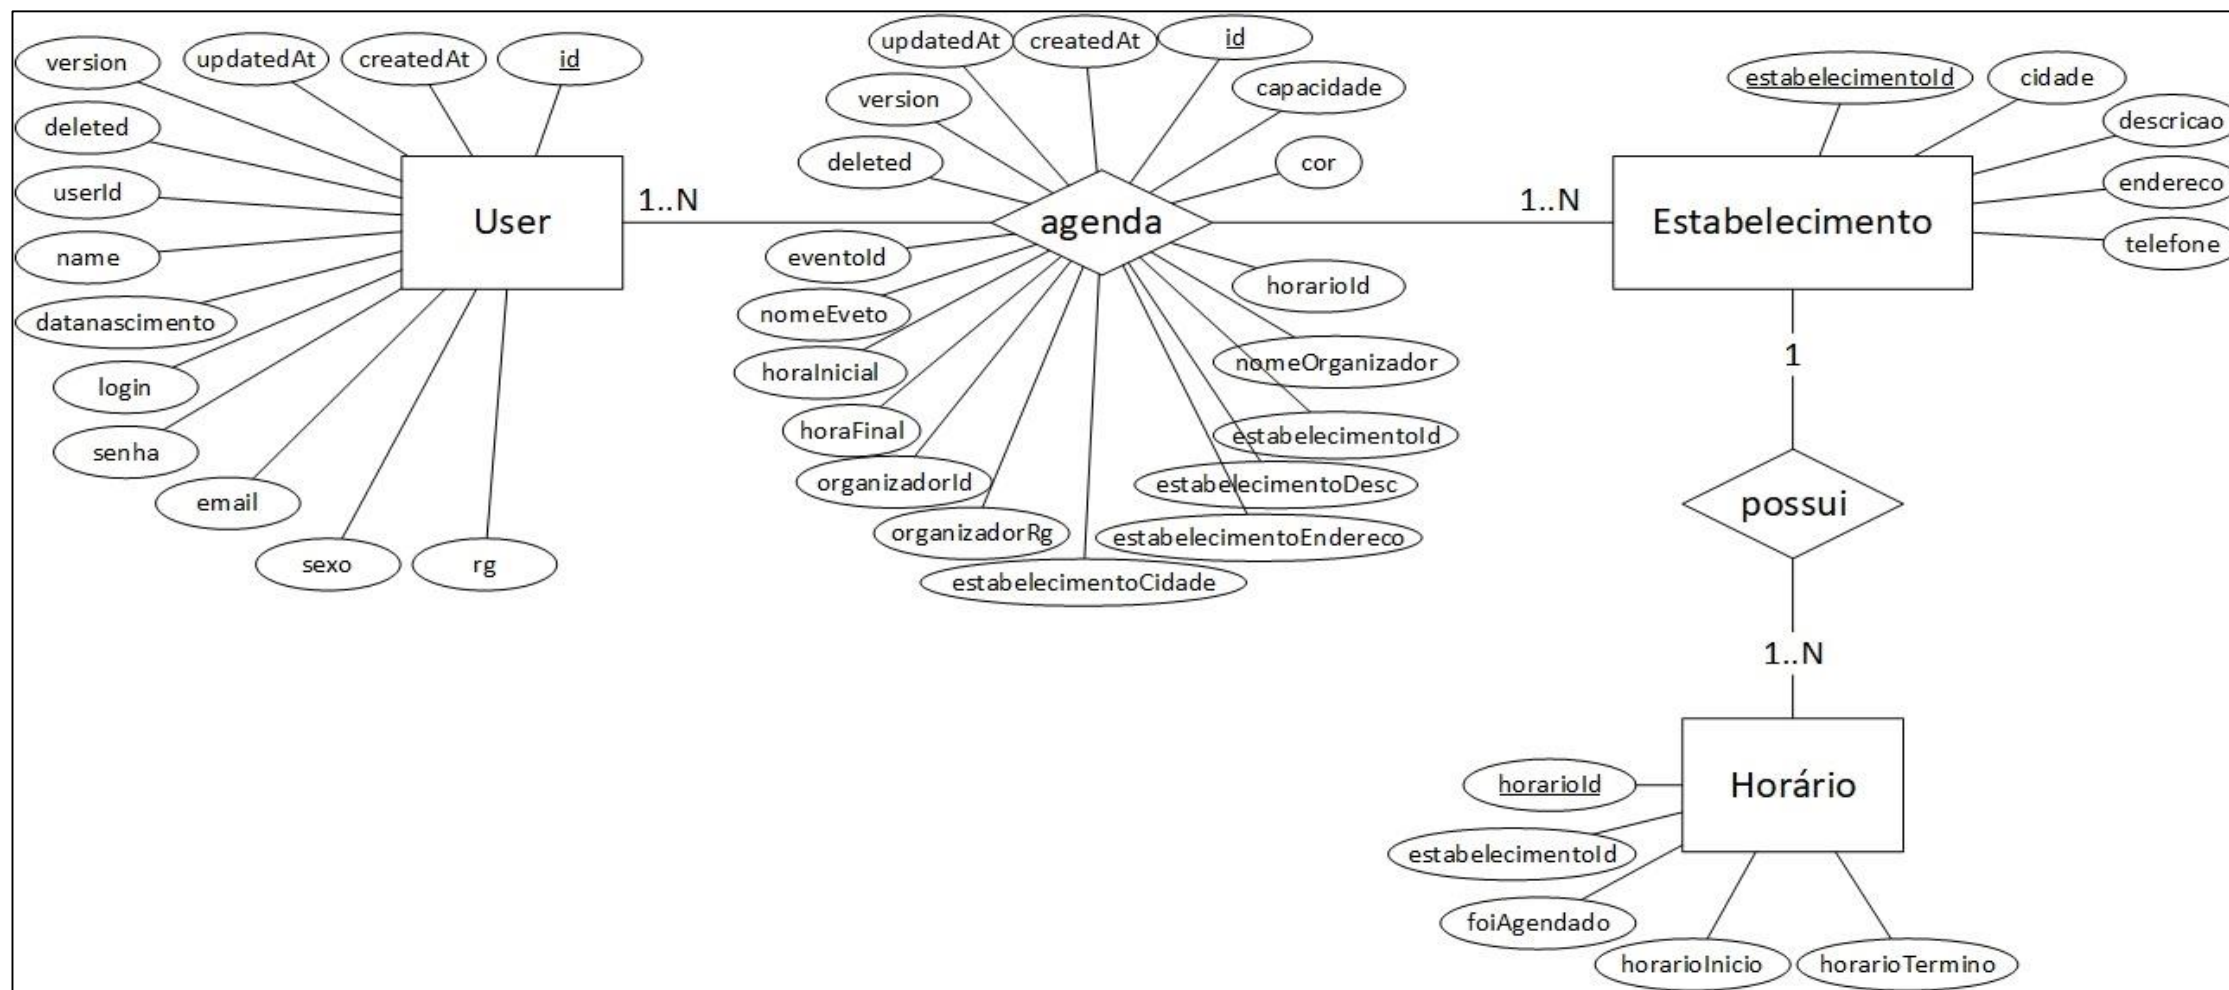 version
updatedAt
createdAt
id
deleted
userId
name
datanascimento
login
senha
email
sexo
rg
User
1..N
updatedAt
createdAt
id
version
capacidade
deleted
cor
agenda
eventoId
horarioId
nomeEveto
nomeOrganizador
horaInicial
horaFinal
estabelecimentoId
organizadorId
estabelecimentoDesc
organizadorRg
estabelecimentoEndereco
estabelecimentoCidade
1..N
estabelecimentoId
cidade
descricao
endereco
telefone
Estabelecimento
1
possui
1..N
Horário
horarioId
estabelecimentoId
foiAgendado
horarioInicio
horarioTermino